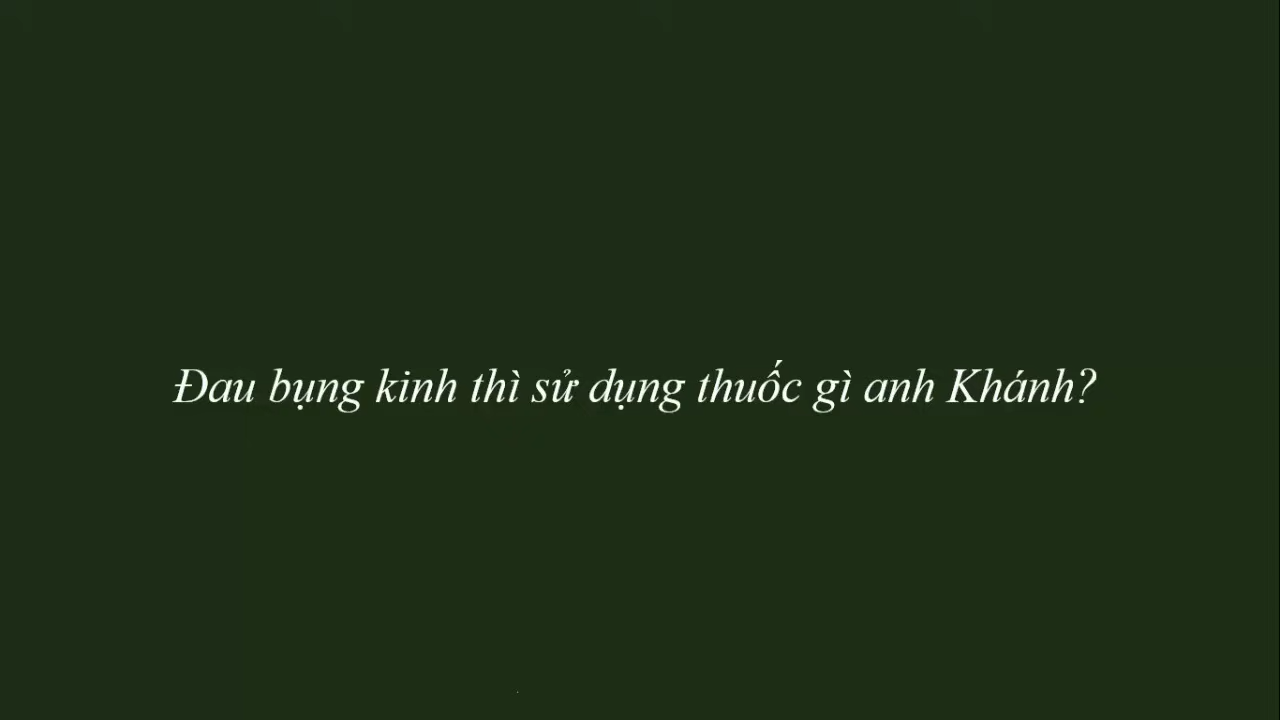 Đau bụng kinh thì sử dụng thuốc gì anh Khánh?